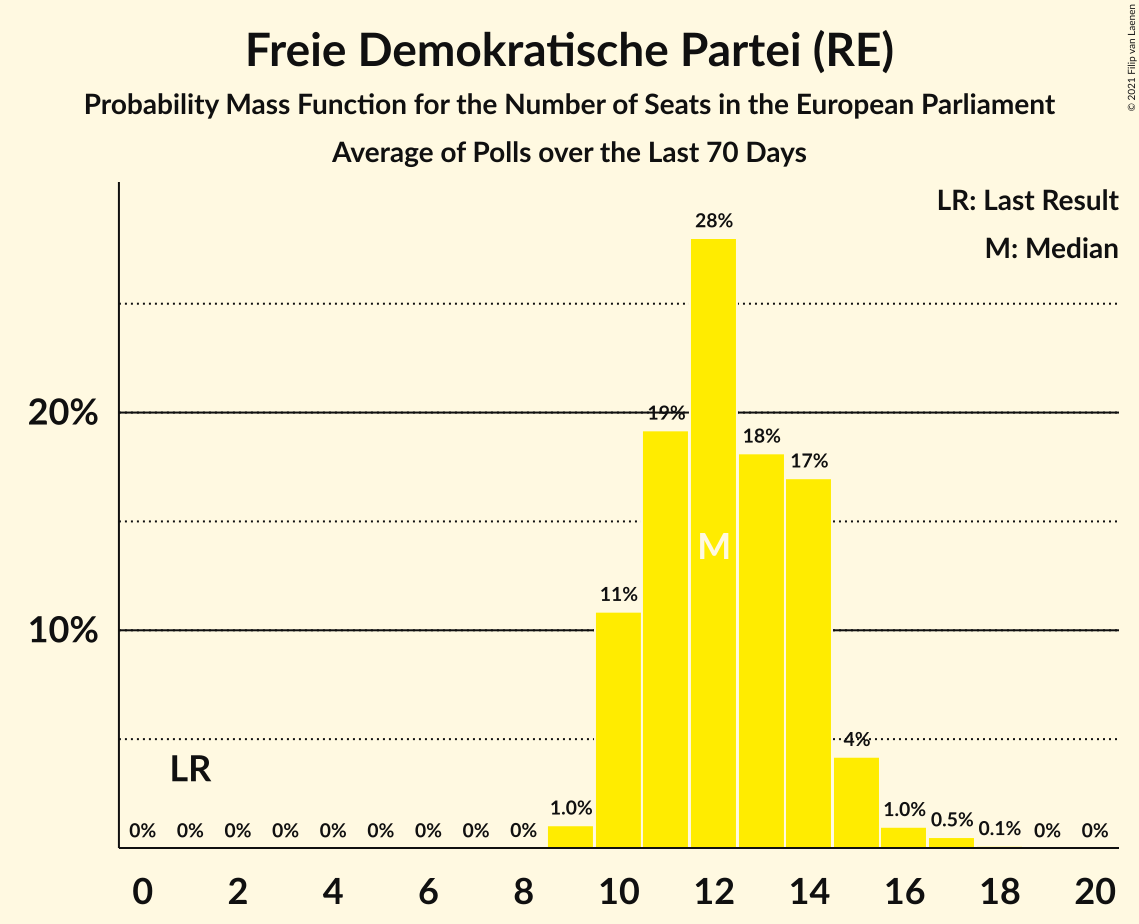 Freie Demokratische Partei (RE)
Probability Mass Function for the Number of Seats in the European Parliament
Average of Polls over the Last 70 Days
© 2021 Filip van Laenen
LR: Last Result
M: Median
20%
10%
0% 0% 0% 0% 0% 0% 0% 0% 0% 1.0% 11% 19% 28% 18% 17% 4% 1.0% 0.5% 0.1% 0% 0%
LR
M
0 2 4 6 8 10 12 14 16 18 20